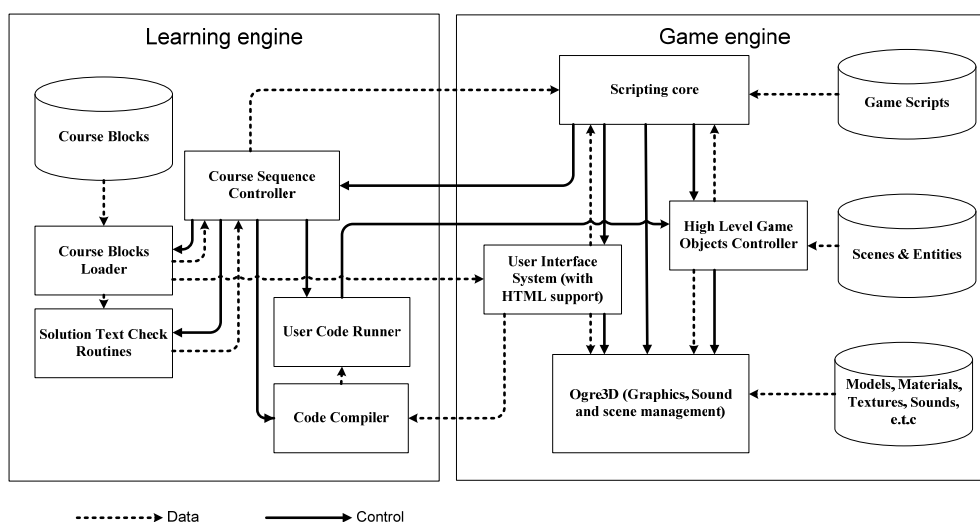 Learning engine
Game engine
Course Blocks
Scripting core
Game Scripts
Course Sequence
Controller
Course Blocks
Loader
User Interface
System (with
HTML support)
High Level Game
Objects Controller
Scenes & Entities
Solution Text Check
Routines
User Code Runner
Code Compiler
Ogre3D (Graphics, Sound
and scene management)
Models, Materials,
Textures, Sounds,
e.t.c
Data
Control